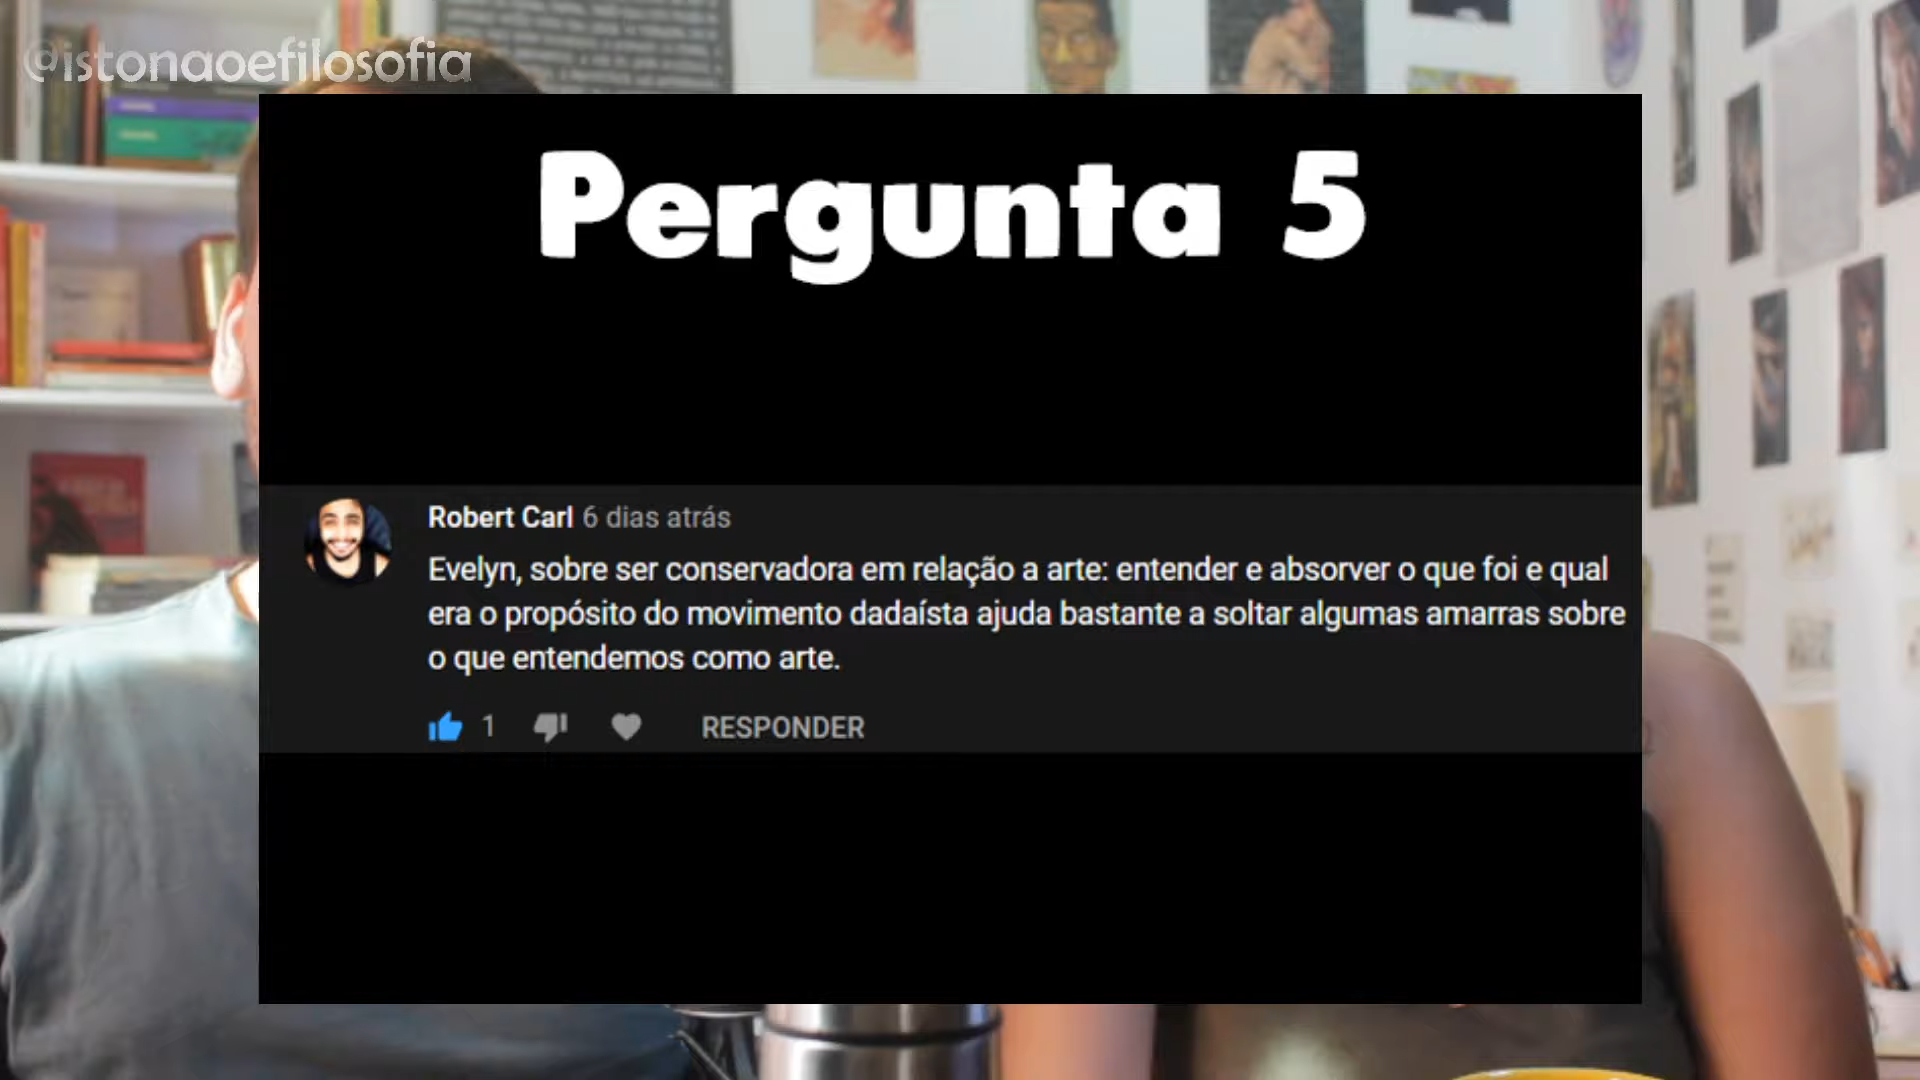 @istonaoefilosofia
Pergunta 5
Robert Carl 6 dias atrás
Evelyn, sobre ser conservadora em relação a arte: entender e absorver o que foi e qual
era o propósito do movimento dadaísta ajuda bastante a soltar algumas amarras sobre
o que entendemos como arte.
1 RESPONDER